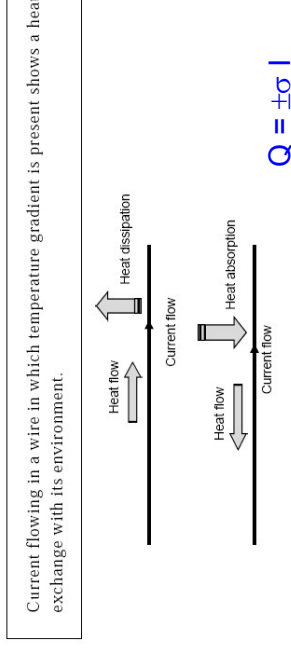 Current flowing in a wire in which temperature gradient is present shows a heat
exchange with its environment.
Heat dissipation
Heat flow
Current flow
Heat absorption
Heat flow
Current flow
Q = ±σ I